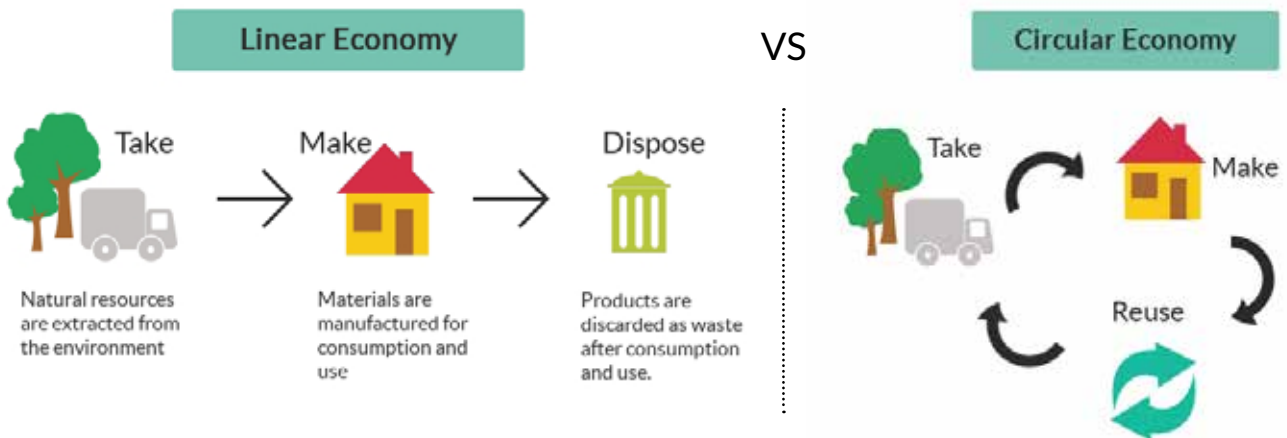 Linear Economy
VS
Circular Economy
Take
Make
Dispose
Natural resources
are extracted from
the environment
Materials are
manufactured for
consumption and
use
Products are
discarded as waste
after consumption
and use.
Take
Make
Reuse